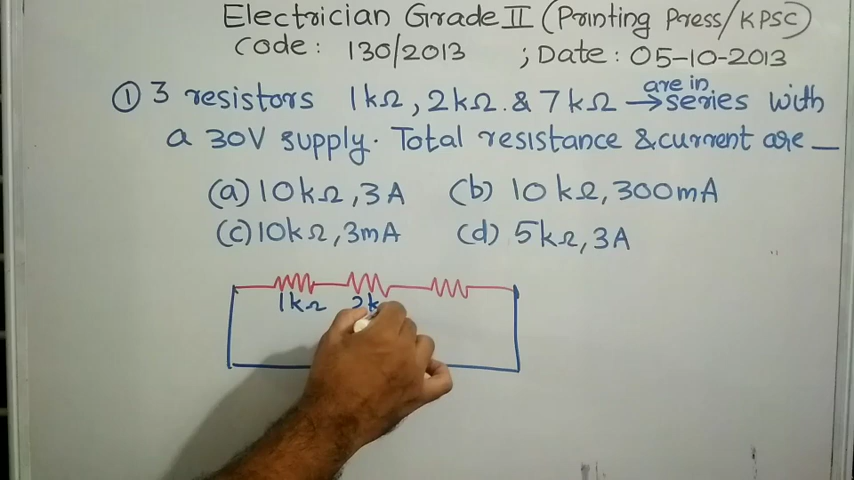 Electrician Grade II (Printing Press/KPSC)
Code: 130/2013 ; Date: 05-10-2013
① 3 resistors 1kΩ, 2kΩ. & 7kΩ → are in series with
a 30V supply. Total resistance & current are __
(a) 10kΩ, 3A (b) 10kΩ, 300mA
(c) 10kΩ, 3mA (d) 5kΩ, 3A
1kΩ 2k